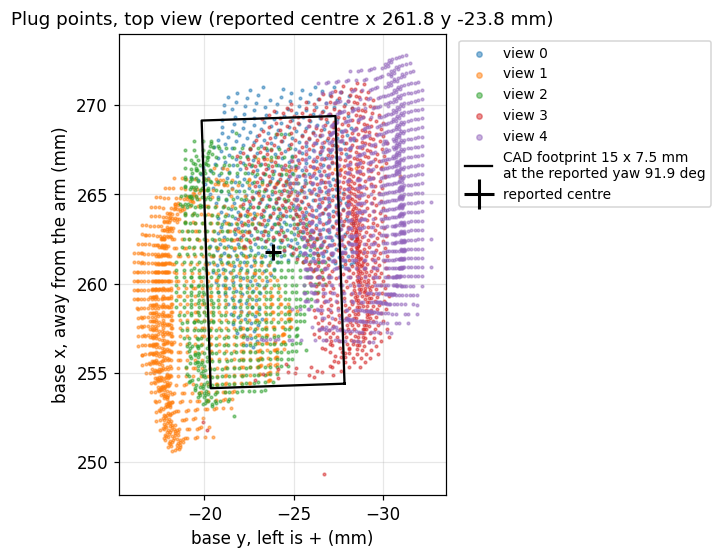 Plug points, top view (reported centre x 261.8 y -23.8 mm)
view 0
view 1
view 2
view 3
view 4
CAD footprint 15 x 7.5 mm
at the reported yaw 91.9 deg
reported centre
base x, away from the arm (mm)
270
265
260
255
250
−20
−25
−30
base y, left is + (mm)